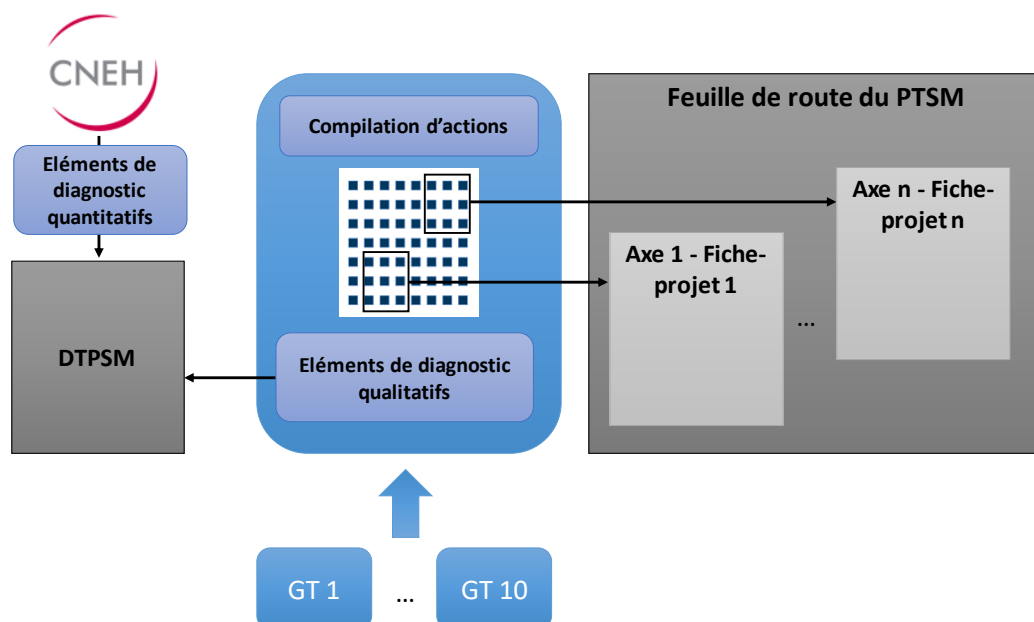 CNEH
Eléments de
diagnostic
quantitatifs
DTPSM
Compilation d’actions
Eléments de diagnostic
qualitatifs
Feuille de route du PTSM
Axe n - Fiche-
projet n
Axe 1 - Fiche-
projet 1
...
GT 1
...
GT 10